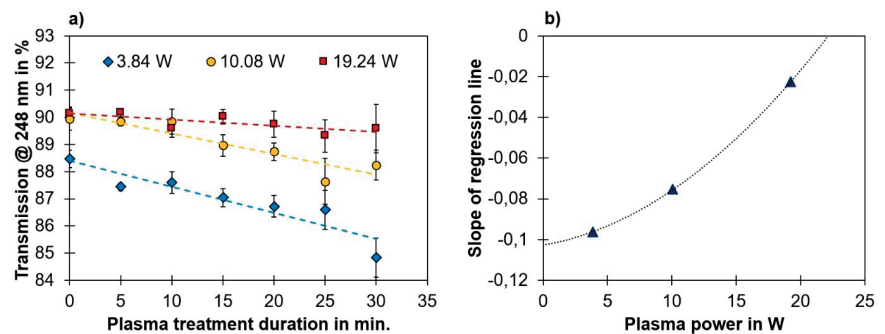 a)
Transmission @ 248 nm in %
93
92
91
90
89
88
87
86
85
84
3.84 W 10.08 W 19.24 W
0 5 10 15 20 25 30 35
Plasma treatment duration in min.
b)
Slope of regression line
0
-0,02
-0,04
-0,06
-0,08
-0,1
-0,12
0 5 10 15 20 25
Plasma power in W